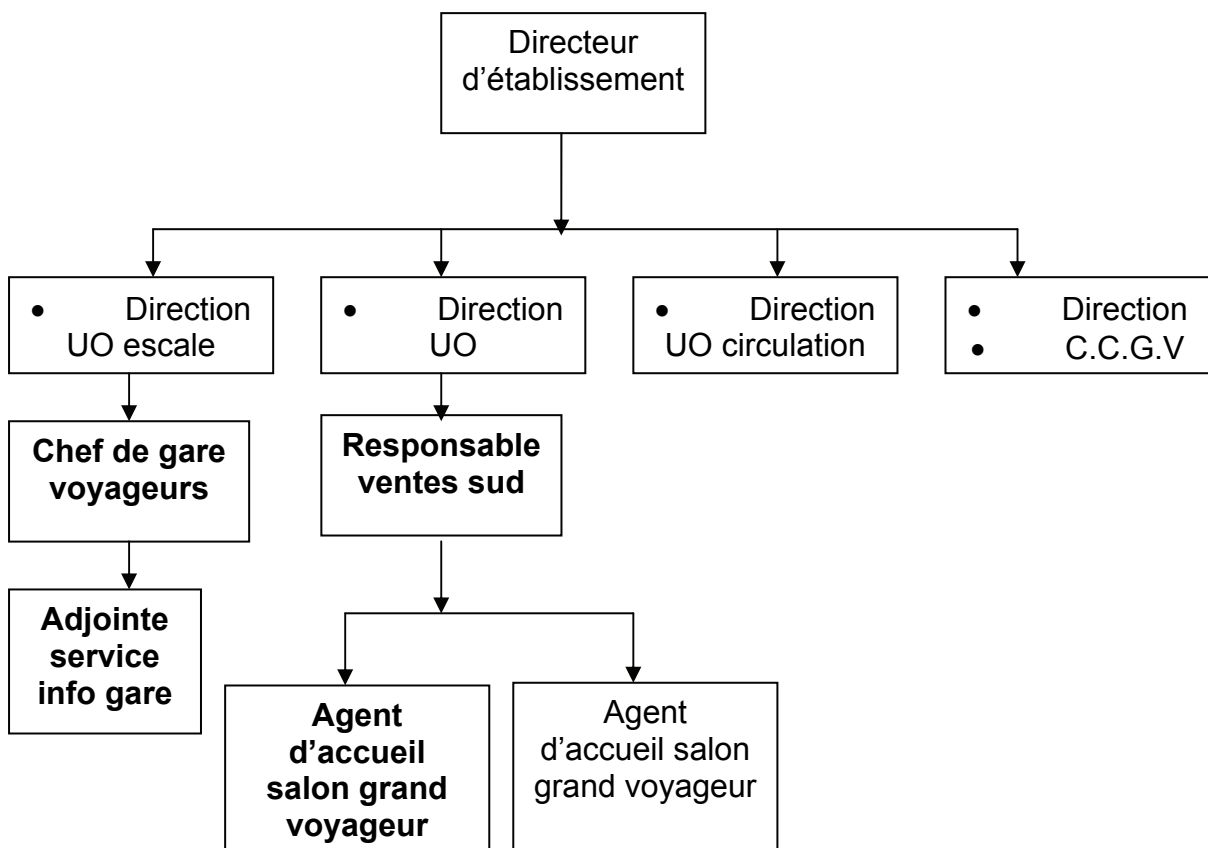 Directeur
d’établissement
• Direction
UO escale
• Direction
UO
• Direction
UO circulation
• Direction
• C.C.G.V
Chef de gare
voyageurs
Responsable
ventes sud
Adjointe
service
info gare
Agent
d’accueil
salon grand
voyageur
Agent
d’accueil salon
grand voyageur